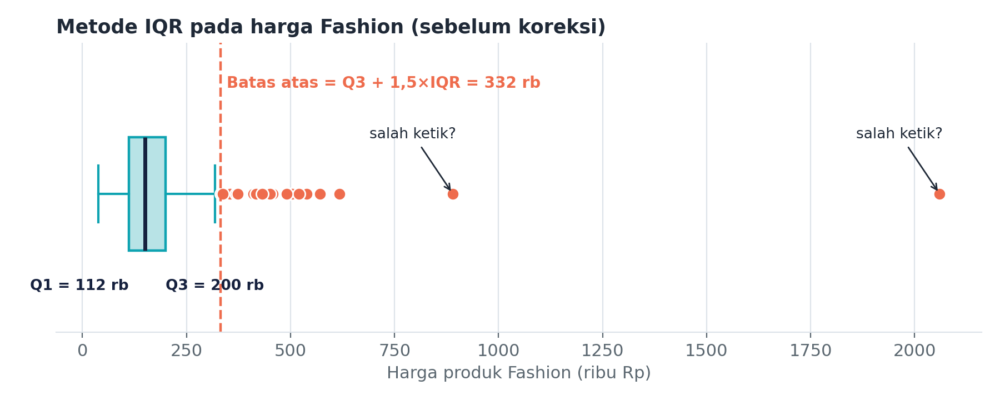 Metode IQR pada harga Fashion (sebelum koreksi)
Batas atas = Q3 + 1,5×IQR = 332 rb
salah ketik?
salah ketik?
Q1 = 112 rb
Q3 = 200 rb
0
250
500
750
1000
1250
1500
1750
2000
Harga produk Fashion (ribu Rp)